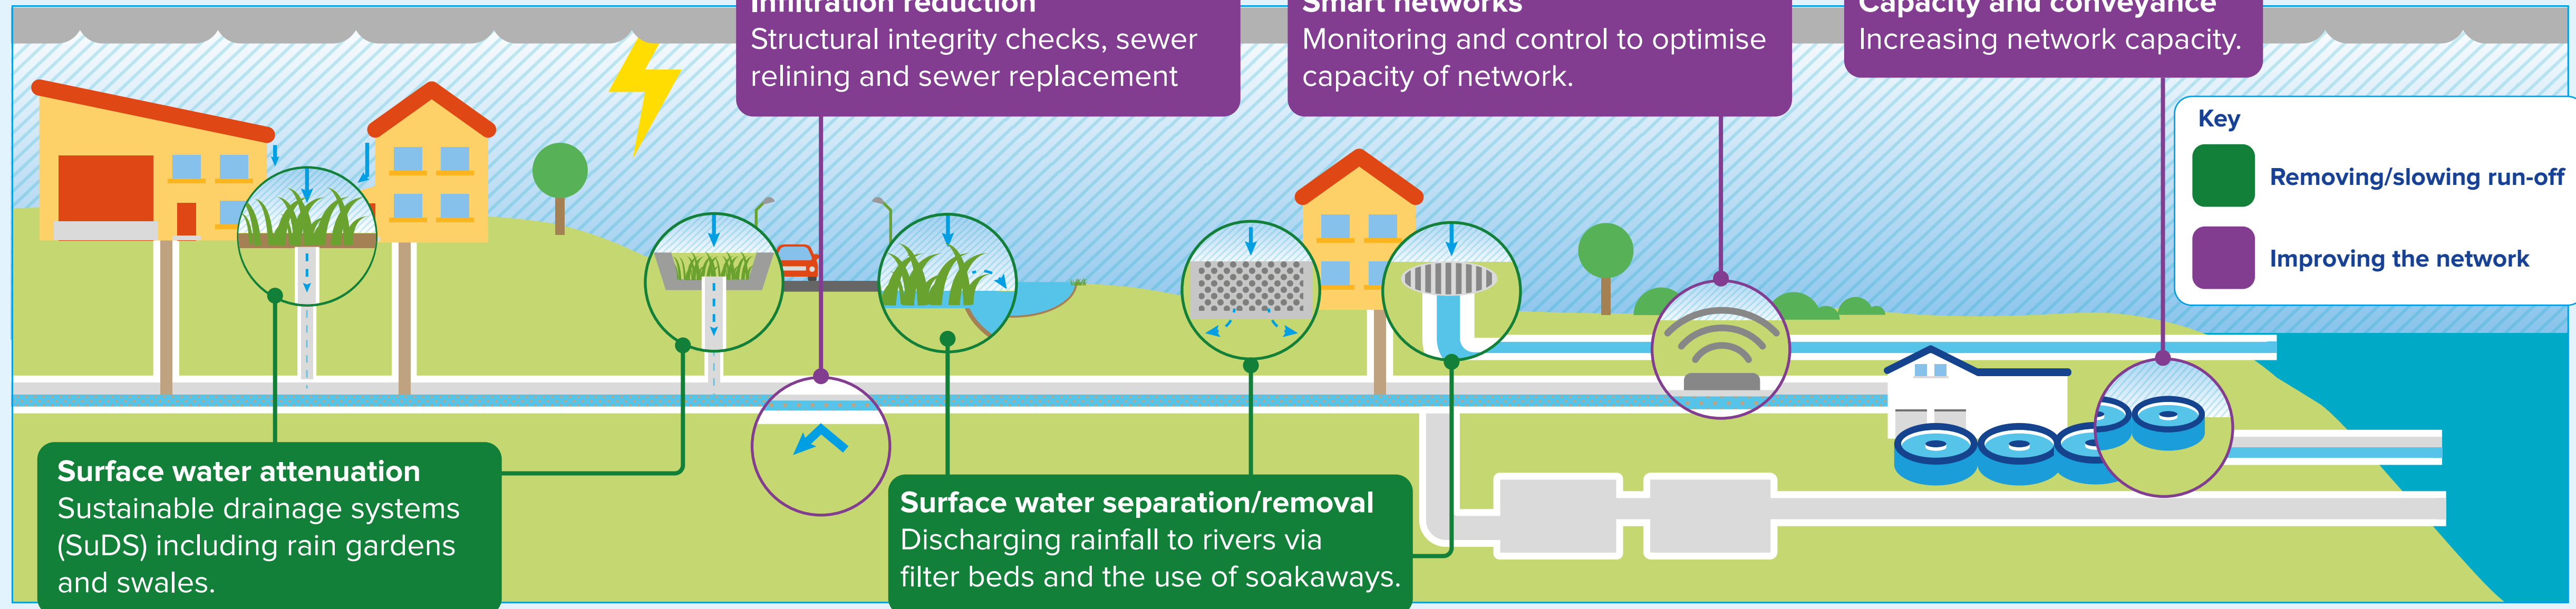 Infiltration reduction
Structural integrity checks, sewer
relining and sewer replacement
Smart networks
Monitoring and control to optimise
capacity of network.
Capacity and conveyance
Increasing network capacity.
Key
Removing/slowing run-off
Improving the network
Surface water attenuation
Sustainable drainage systems
(SuDS) including rain gardens
and swales.
Surface water separation/removal
Discharging rainfall to rivers via
filter beds and the use of soakaways.